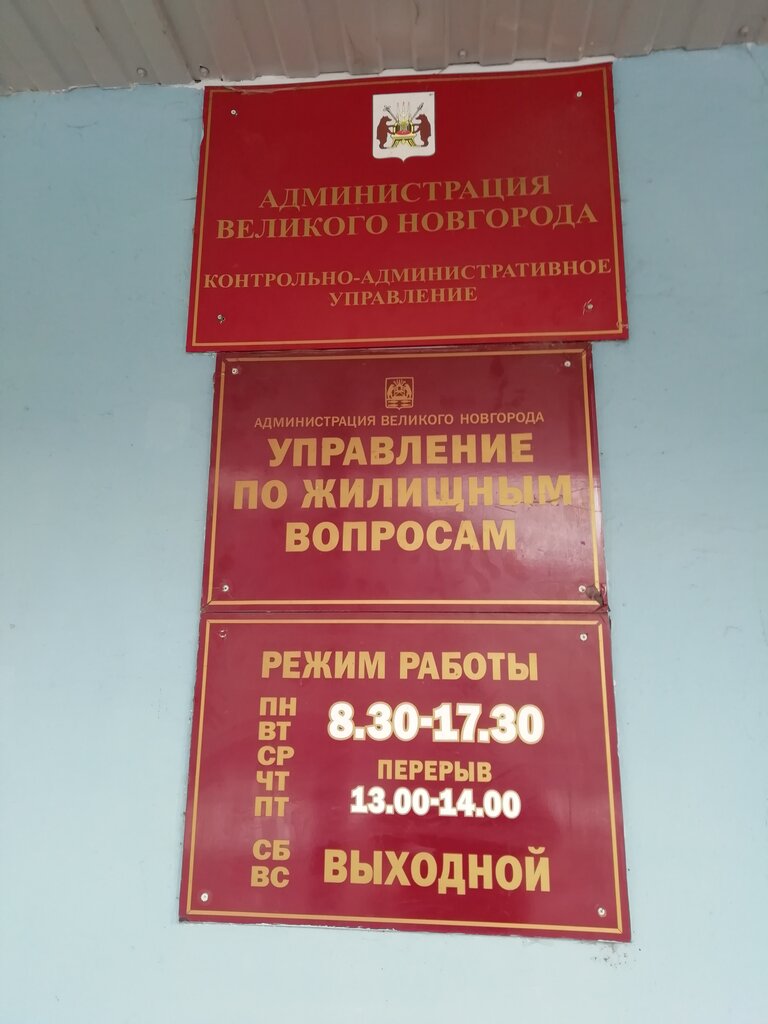 АДМИНИСТРАЦИЯ
ВЕЛИКОГО НОВГОРОДА
КОНТРОЛЬНО-АДМИНИСТРАТИВНОЕ
УПРАВЛЕНИЕ
АДМИНИСТРАЦИЯ ВЕЛИКОГО НОВГОРОДА
УПРАВЛЕНИЕ
ПО ЖИЛИЩНЫМ
ВОПРОСАМ
РЕЖИМ РАБОТЫ
ПН
ВТ
СР
ЧТ
ПТ
8.30-17.30
ПЕРЕРЫВ
13.00-14.00
СБ
ВС
ВЫХОДНОЙ